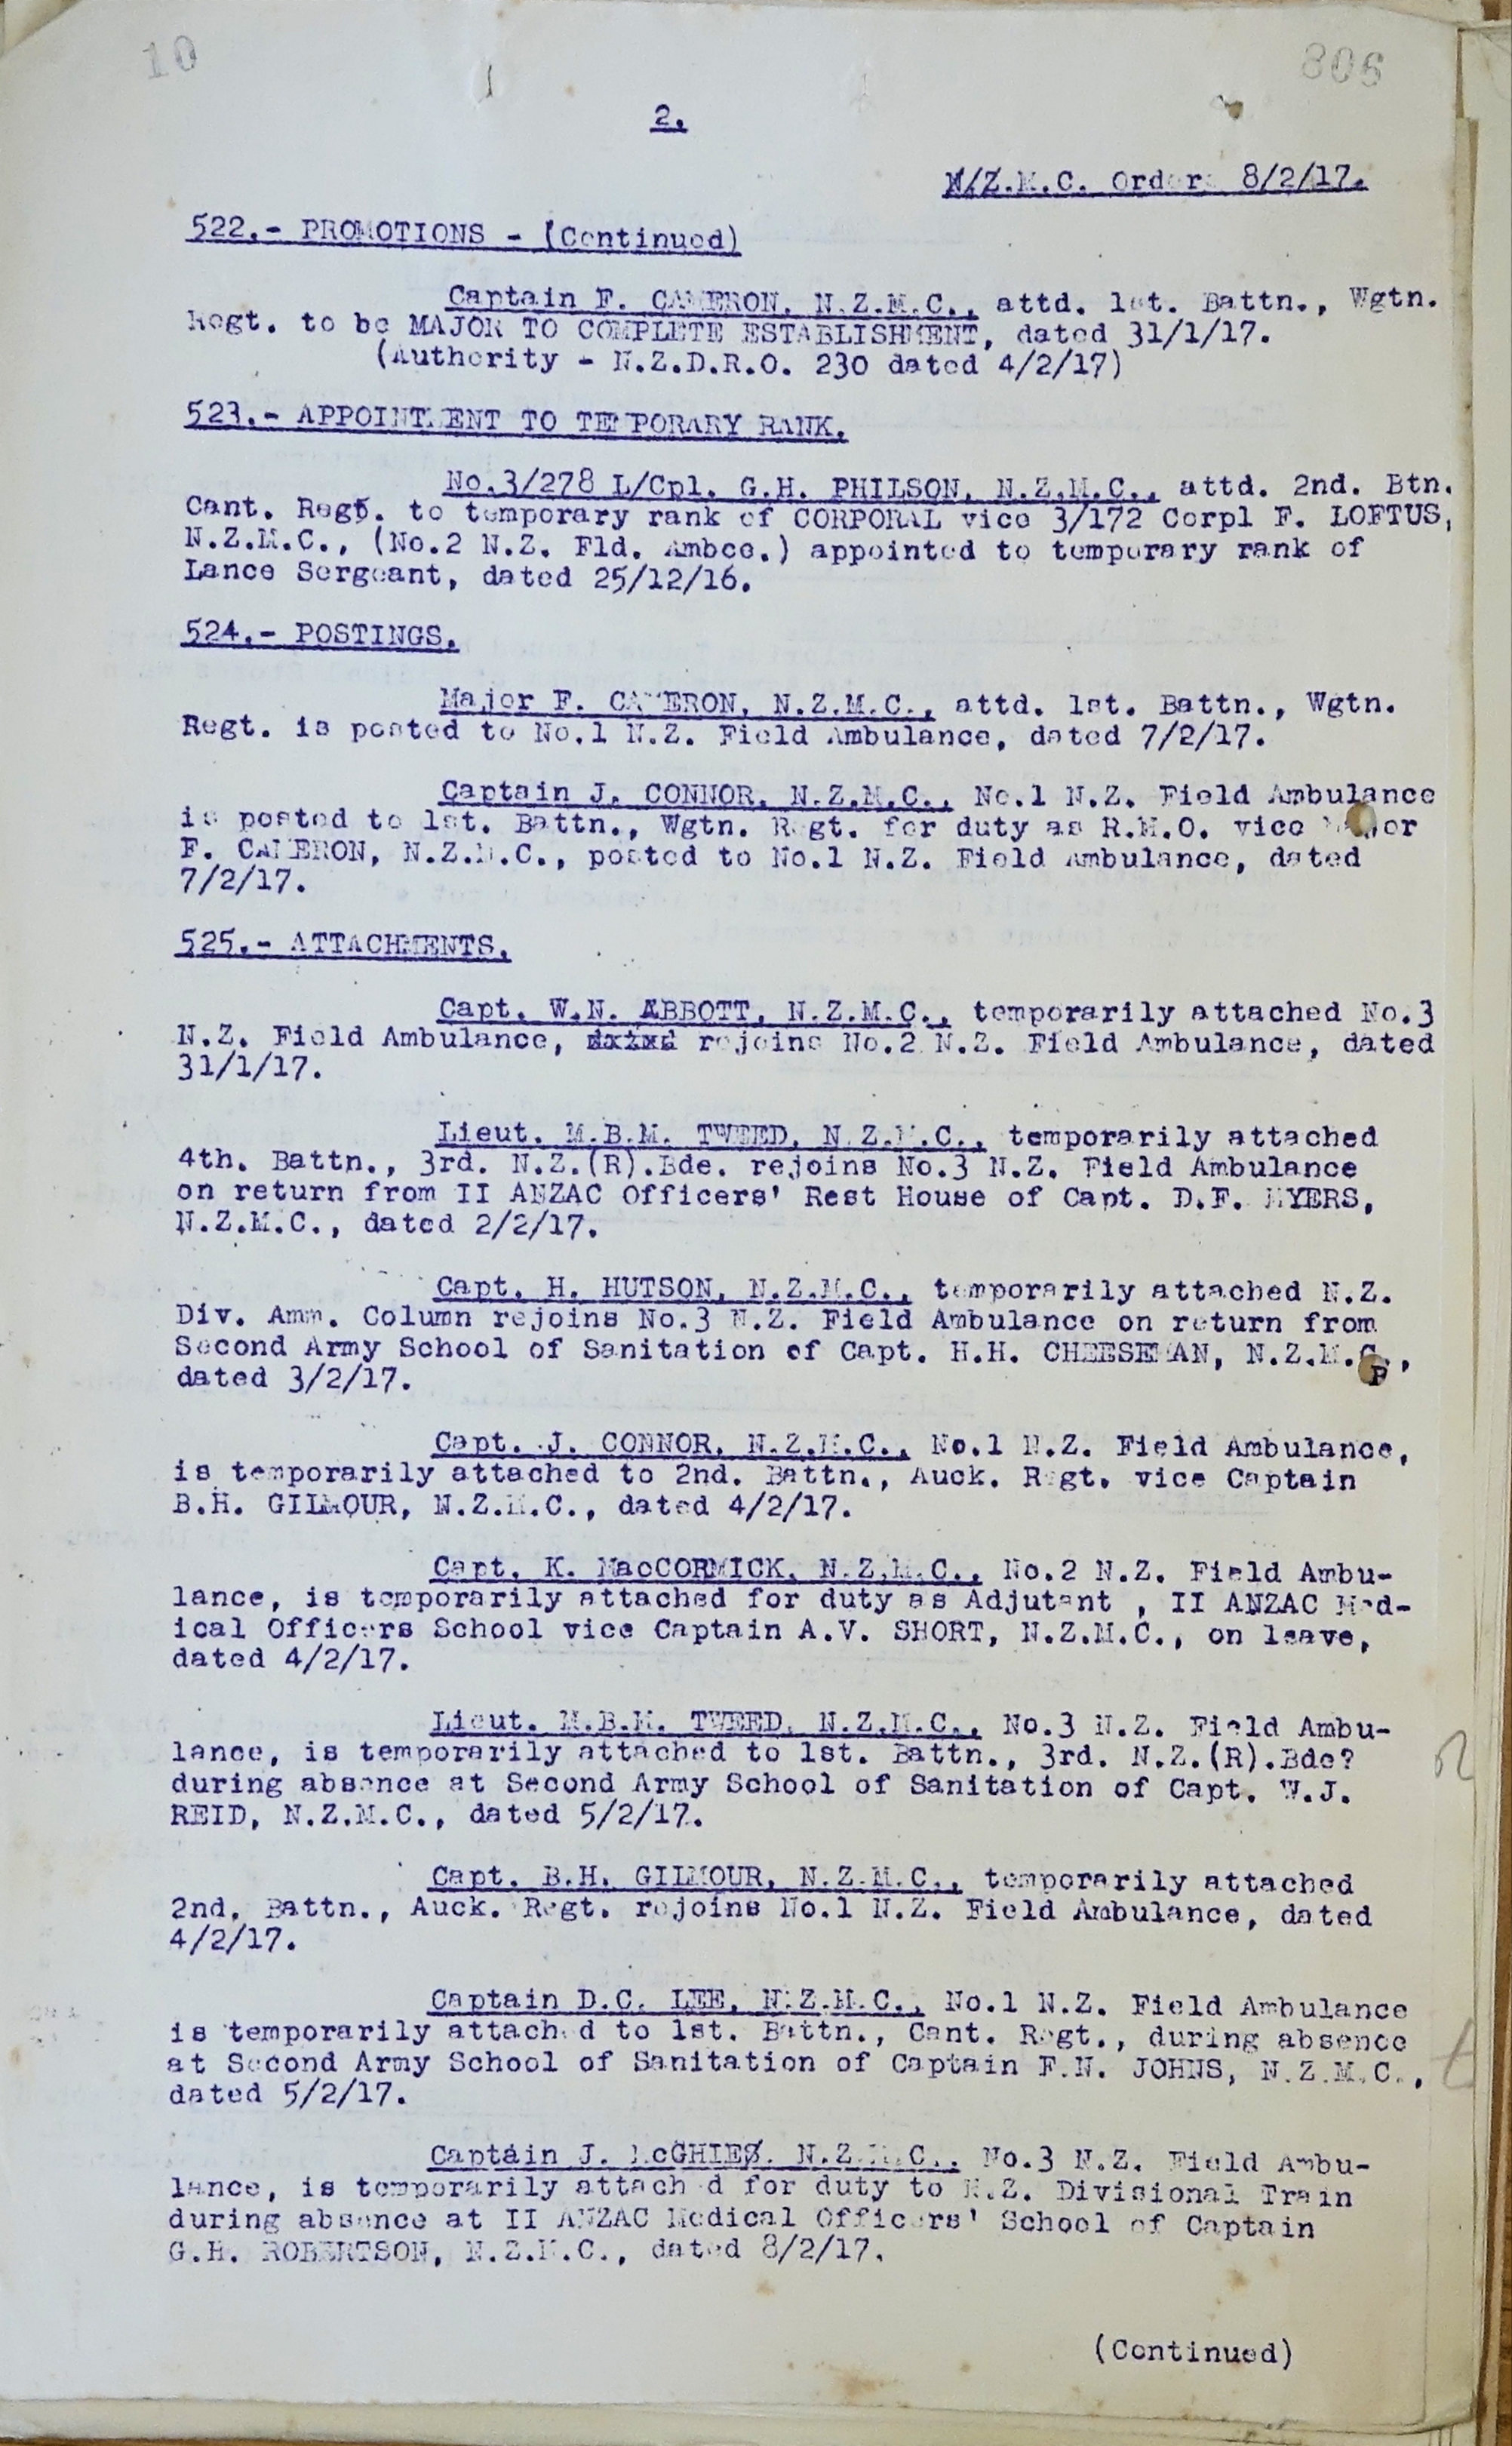 10
806
2.
N/Z.M.C. Orders 8/2/17.
522.- PROMOTIONS - (Continued)
Captain F. CAMERON, N.Z.M.C., attd. 1st. Battn., Wgtn.
Regt. to be MAJOR TO COMPLETE ESTABLISHMENT, dated 31/1/17.
(Authority - N.Z.D.R.O. 230 dated 4/2/17)
523.- APPOINTMENT TO TEMPORARY RANK.
No.3/278 L/Cpl. G.H. PHILSON, N.Z.M.C., attd. 2nd. Btn.
Cant. Regt. to temporary rank of CORPORAL vice 3/172 Corpl F. LOFTUS,
N.Z.M.C., (No.2 N.Z. Fld. Ambce.) appointed to temporary rank of
Lance Sergeant, dated 25/12/16.
524.- POSTINGS.
Major F. CAMERON, N.Z.M.C., attd. 1st. Battn., Wgtn.
Regt. is posted to No.1 N.Z. Field Ambulance, dated 7/2/17.
Captain J. CONNOR, N.Z.M.C., No.1 N.Z. Field Ambulance
is posted to 1st. Battn., Wgtn. Regt. for duty as R.M.O. vice Major
F. CAMERON, N.Z.M.C., posted to No.1 N.Z. Field Ambulance, dated
7/2/17.
525.- ATTACHMENTS.
Capt. W.N. ABBOTT, N.Z.M.C., temporarily attached No.3
N.Z. Field Ambulance, rejoins No.2 N.Z. Field Ambulance, dated
31/1/17.
Lieut. M.B.M. TWEED, N.Z.M.C., temporarily attached
4th. Battn., 3rd. N.Z.(R).Bde. rejoins No.3 N.Z. Field Ambulance
on return from II ANZAC Officers' Rest House of Capt. D.F. MYERS,
N.Z.M.C., dated 2/2/17.
Capt. H. HUTSON, N.Z.M.C., temporarily attached N.Z.
Div. Amm. Column rejoins No.3 N.Z. Field Ambulance on return from
Second Army School of Sanitation of Capt. H.H. CHEESEMAN, N.Z.M.C.,
dated 3/2/17.
Capt. J. CONNOR, N.Z.M.C., No.1 N.Z. Field Ambulance,
is temporarily attached to 2nd. Battn., Auck. Regt. vice Captain
B.H. GILMOUR, N.Z.M.C., dated 4/2/17.
Capt. K. MacCORMICK, N.Z.M.C., No.2 N.Z. Field Ambu-
lance, is temporarily attached for duty as Adjutant , II ANZAC Med-
ical Officers School vice Captain A.V. SHORT, N.Z.M.C., on leave,
dated 4/2/17.
Lieut. M.B.M. TWEED, N.Z.M.C., No.3 N.Z. Field Ambu-
lance, is temporarily attached to 1st. Battn., 3rd. N.Z.(R).Bde?
during absence at Second Army School of Sanitation of Capt. W.J.
REID, N.Z.M.C., dated 5/2/17.
Capt. B.H. GILMOUR, N.Z.M.C., temporarily attached
2nd. Battn., Auck. Regt. rejoins No.1 N.Z. Field Ambulance, dated
4/2/17.
Captain D.C. LEE, N.Z.M.C., No.1 N.Z. Field Ambulance
is temporarily attached to 1st. Battn., Cant. Regt., during absence
at Second Army School of Sanitation of Captain F.N. JOHNS, N.Z.M.C.,
dated 5/2/17.
Captain J. McGHIE, N.Z.M.C., No.3 N.Z. Field Ambu-
lance, is temporarily attached for duty to N.Z. Divisional Train
during absence at II ANZAC Medical Officers' School of Captain
G.H. ROBERTSON, N.Z.M.C., dated 8/2/17.
(Continued)